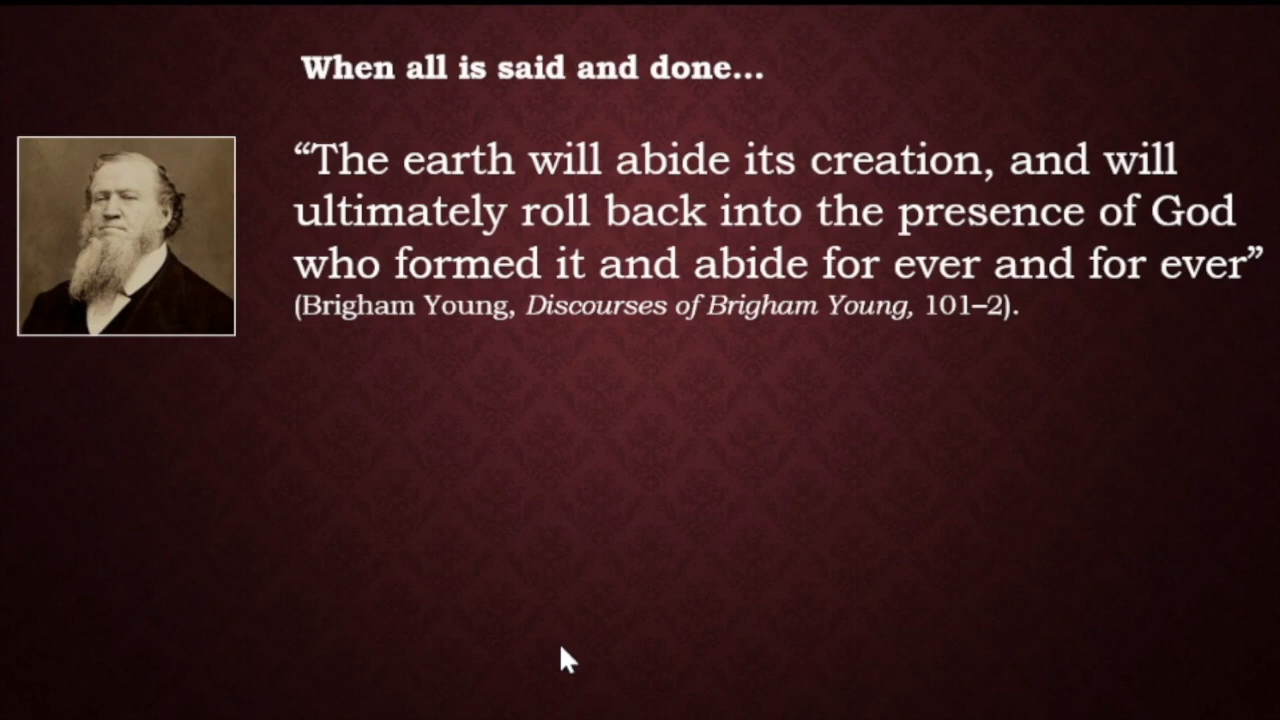 When all is said and done...
“The earth will abide its creation, and will
ultimately roll back into the presence of God
who formed it and abide for ever and for ever”
(Brigham Young, Discourses of Brigham Young, 101–2).